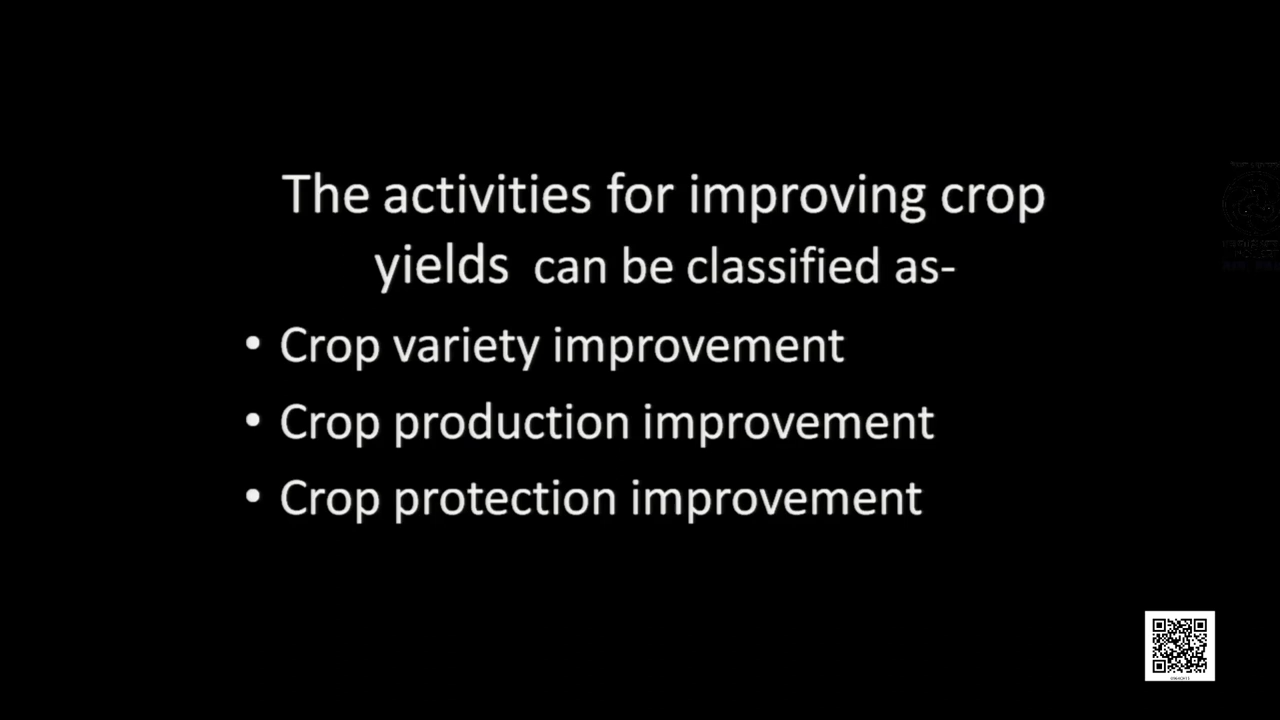 The activities for improving crop
yields can be classified as-
• Crop variety improvement
• Crop production improvement
• Crop protection improvement